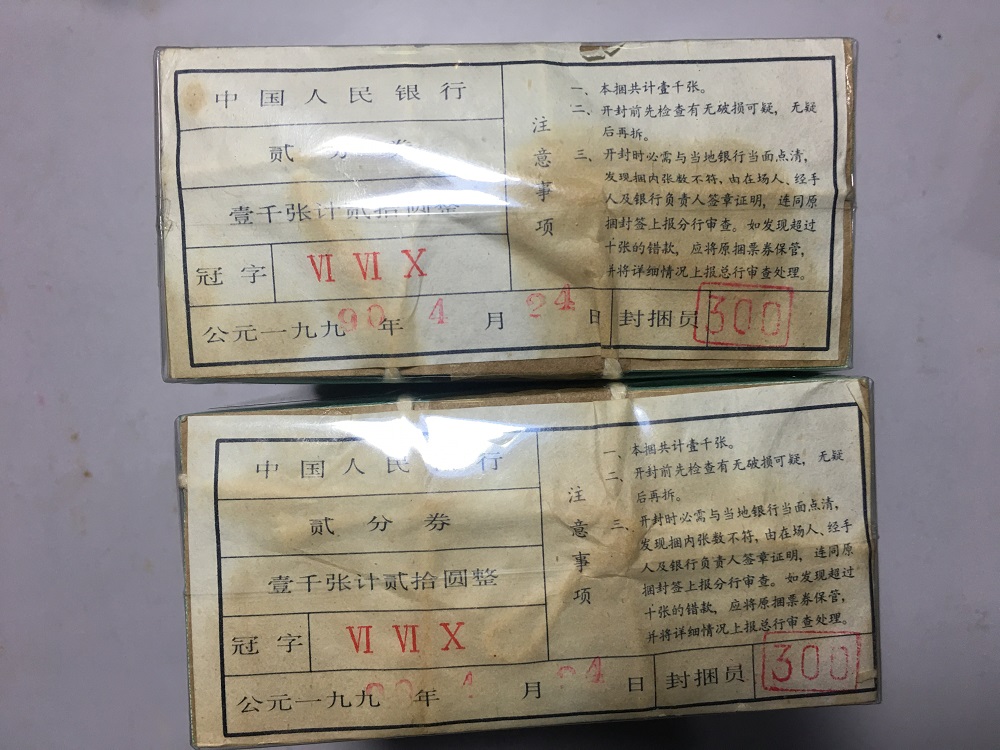 中国人民银行
贰分券
壹千张计贰拾圆整
冠字 Ⅵ Ⅵ Ⅹ
公元一九九90年4月24日
封捆员 300
注意事项
一、本捆共计壹千张。
二、开封前先检查有无破损可疑，无疑
后再拆。
三、开封时必需与当地银行当面点清，
发现捆内张数不符，由在场人、经手
人及银行负责人签章证明，连同原
捆封签上报分行审查。如发现超过
十张的错款，应将原捆票券保管，
并将详细情况上报总行审查处理。
中国人民银行
贰分券
壹千张计贰拾圆整
冠字 Ⅵ Ⅵ Ⅹ
公元一九九90年4月24日
封捆员 300
注意事项
一、本捆共计壹千张。
二、开封前先检查有无破损可疑，无疑
后再拆。
三、开封时必需与当地银行当面点清，
发现捆内张数不符，由在场人、经手
人及银行负责人签章证明，连同原
捆封签上报分行审查。如发现超过
十张的错款，应将原捆票券保管，
并将详细情况上报总行审查处理。